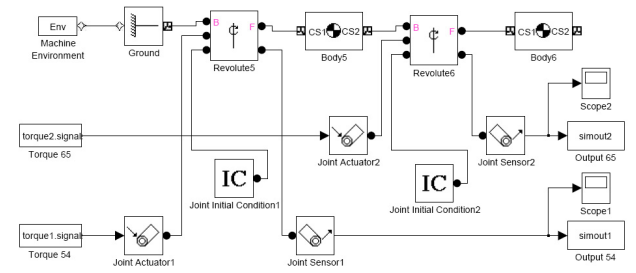 Env
Machine
Environment
Ground
B
F
Revolute5
CS1
CS2
Body5
B
F
Revolute6
CS1
CS2
Body6
Scope2
torque2.signal
Torque 65
Joint Actuator2
Joint Sensor2
simout2
Output 65
IC
Joint Initial Condition1
IC
Joint Initial Condition2
Scope1
torque1.signal
Torque 54
Joint Actuator1
Joint Sensor1
simout1
Output 54